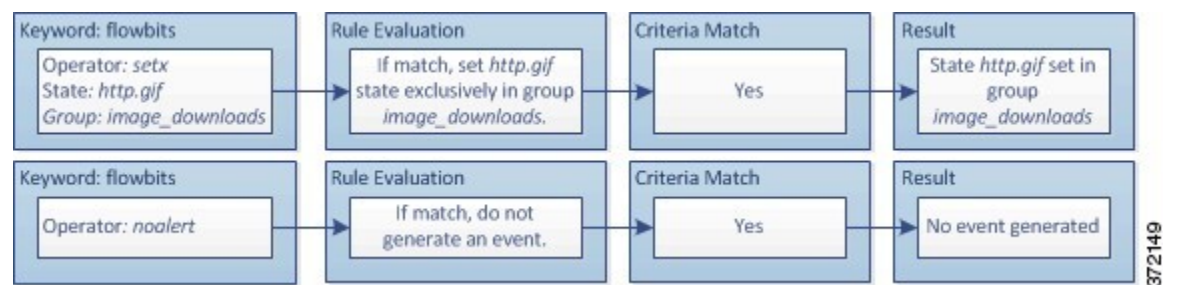 Keyword: flowbits
Operator: setx
State: http.gif
Group: image_downloads
Rule Evaluation
If match, set http.gif
state exclusively in group
image_downloads.
Criteria Match
Yes
Result
State http.gif set in
group
image_downloads
Keyword: flowbits
Operator: noalert
Rule Evaluation
If match, do not
generate an event.
Criteria Match
Yes
Result
No event generated
372149